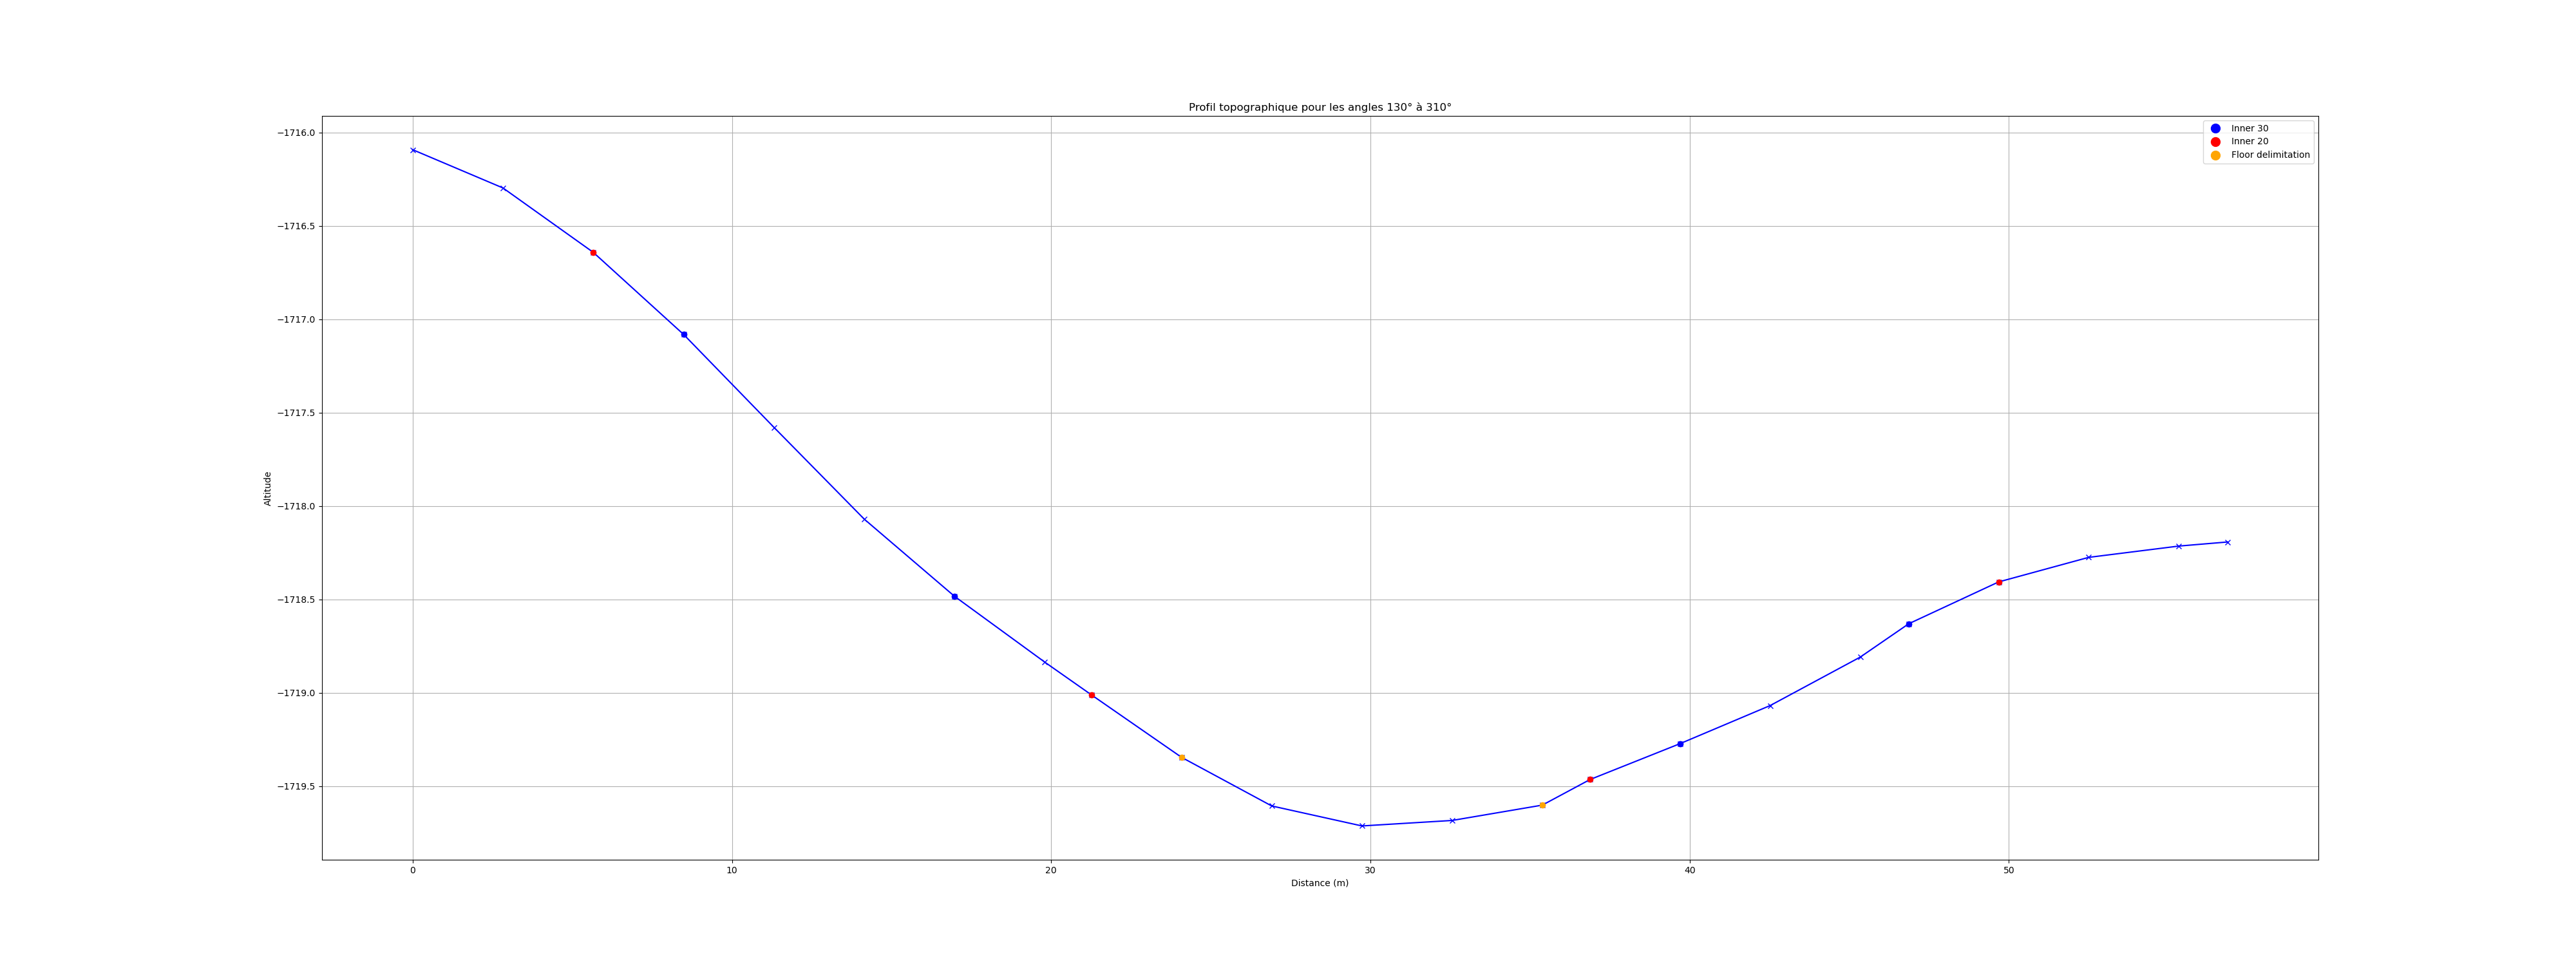 Profil topographique pour les angles 130° à 310°
−1716.0
−1716.5
−1717.0
−1717.5
−1718.0
−1718.5
−1719.0
−1719.5
Altitude
Inner 30
Inner 20
Floor delimitation
0
10
20
30
40
50
Distance (m)